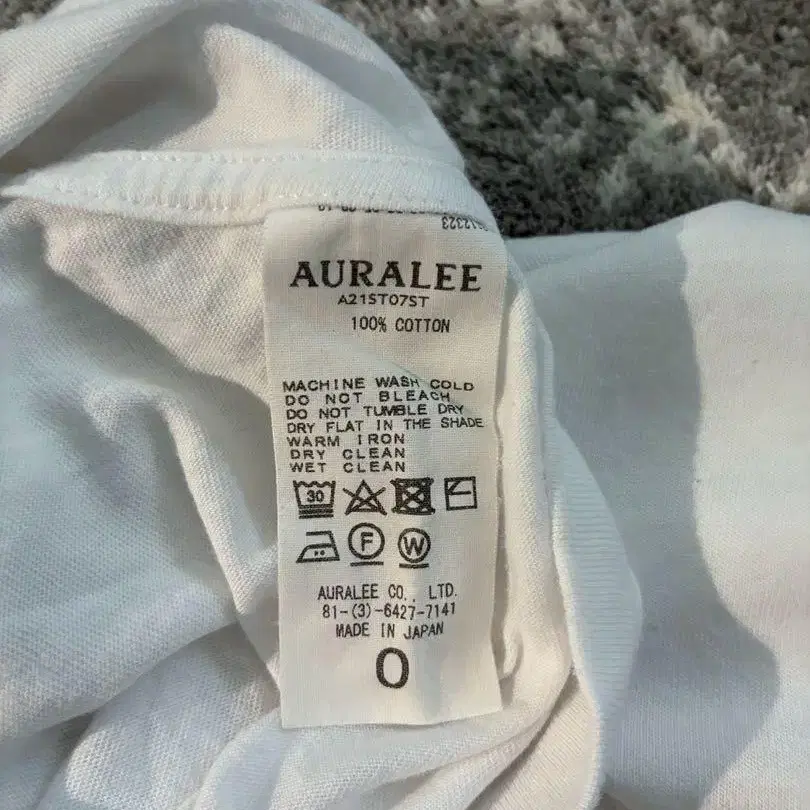 AURALEE
A21ST07ST
100% COTTON
MACHINE WASH COLD
DO NOT BLEACH
DO NOT TUMBLE DRY
DRY FLAT IN THE SHADE
WARM IRON
DRY CLEAN
WET CLEAN
30
F W
AURALEE CO., LTD.
81-(3)-6427-7141
MADE IN JAPAN
0